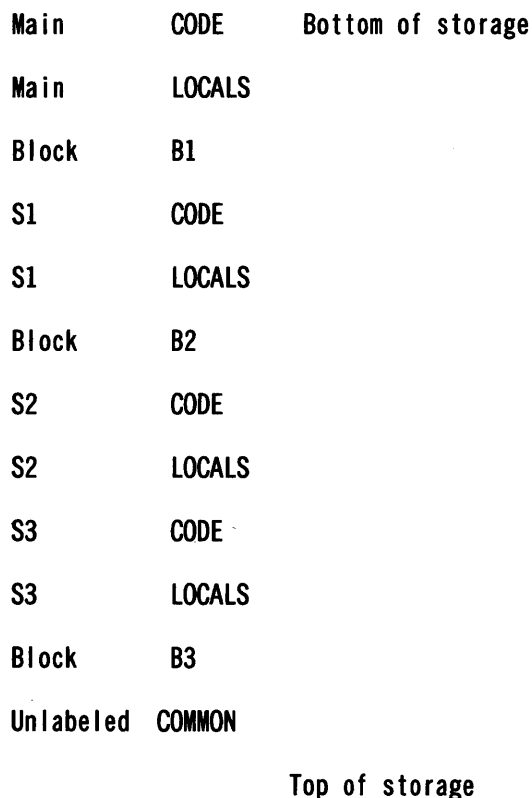 Main CODE Bottom of storage
Main LOCALS
Block B1
S1 CODE
S1 LOCALS
Block B2
S2 CODE
S2 LOCALS
S3 CODE
S3 LOCALS
Block B3
Unlabeled COMMON
Top of storage